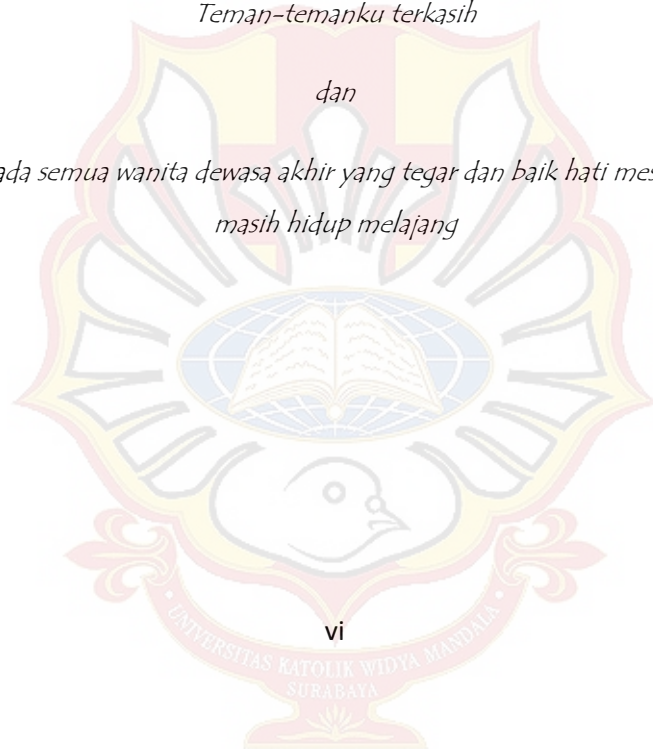 Teman-temanku terkasih
dan
ada semua wanita dewasa akhir yang tegar dan baik hati mes
masih hidup melajang
vi
UNIVERSITAS KATOLIK WIDYA MANDALA
SURABAYA